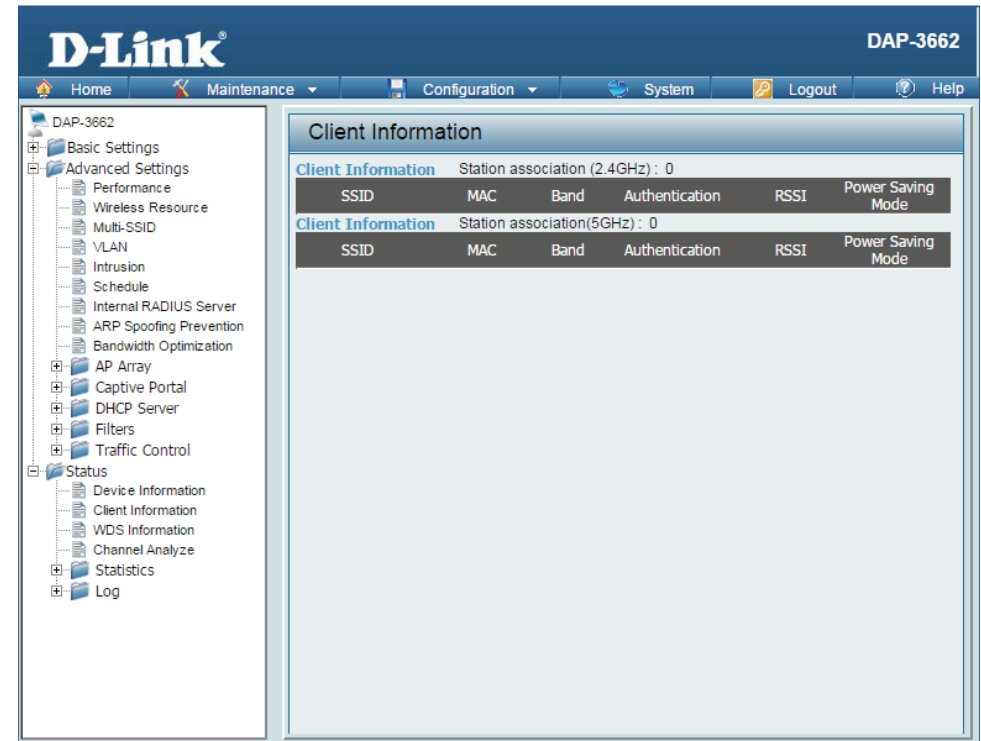 D-Link®
DAP-3662
Home
Maintenance
Configuration
System
Logout
Help
DAP-3662
Basic Settings
Advanced Settings
Performance
Wireless Resource
Multi-SSID
VLAN
Intrusion
Schedule
Internal RADIUS Server
ARP Spoofing Prevention
Bandwidth Optimization
AP Array
Captive Portal
DHCP Server
Filters
Traffic Control
Status
Device Information
Client Information
WDS Information
Channel Analyze
Statistics
Log
Client Information
Client Information Station association (2.4GHz) : 0
SSID MAC Band Authentication RSSI Power Saving Mode
Client Information Station association(5GHz) : 0
SSID MAC Band Authentication RSSI Power Saving Mode